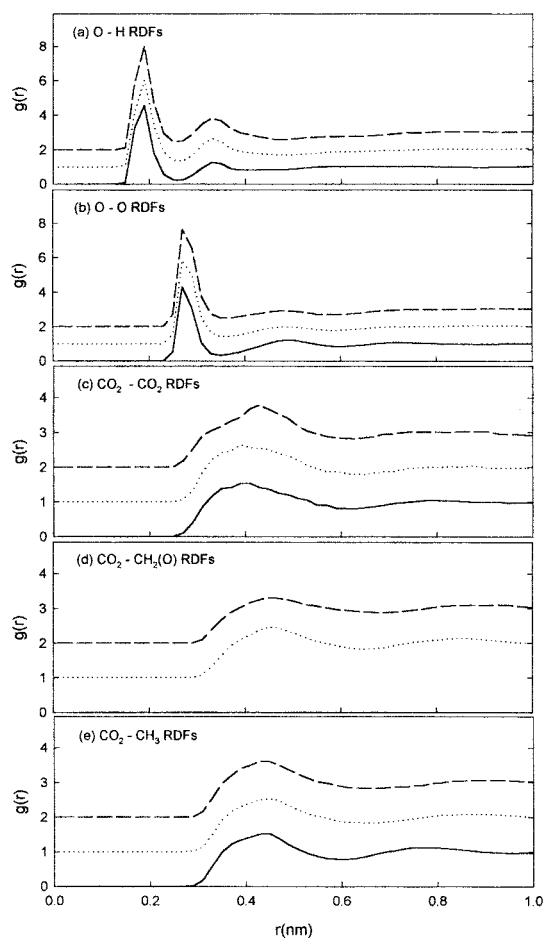 (a) O - H RDFs
8
6
4
2
0
g(r)
(b) O - O RDFs
8
6
4
2
0
g(r)
(c) CO₂ - CO₂ RDFs
4
3
2
1
0
g(r)
(d) CO₂ - CH₂(O) RDFs
4
3
2
1
0
g(r)
(e) CO₂ - CH₃ RDFs
4
3
2
1
0
g(r)
0.0 0.2 0.4 0.6 0.8 1.0
r(nm)